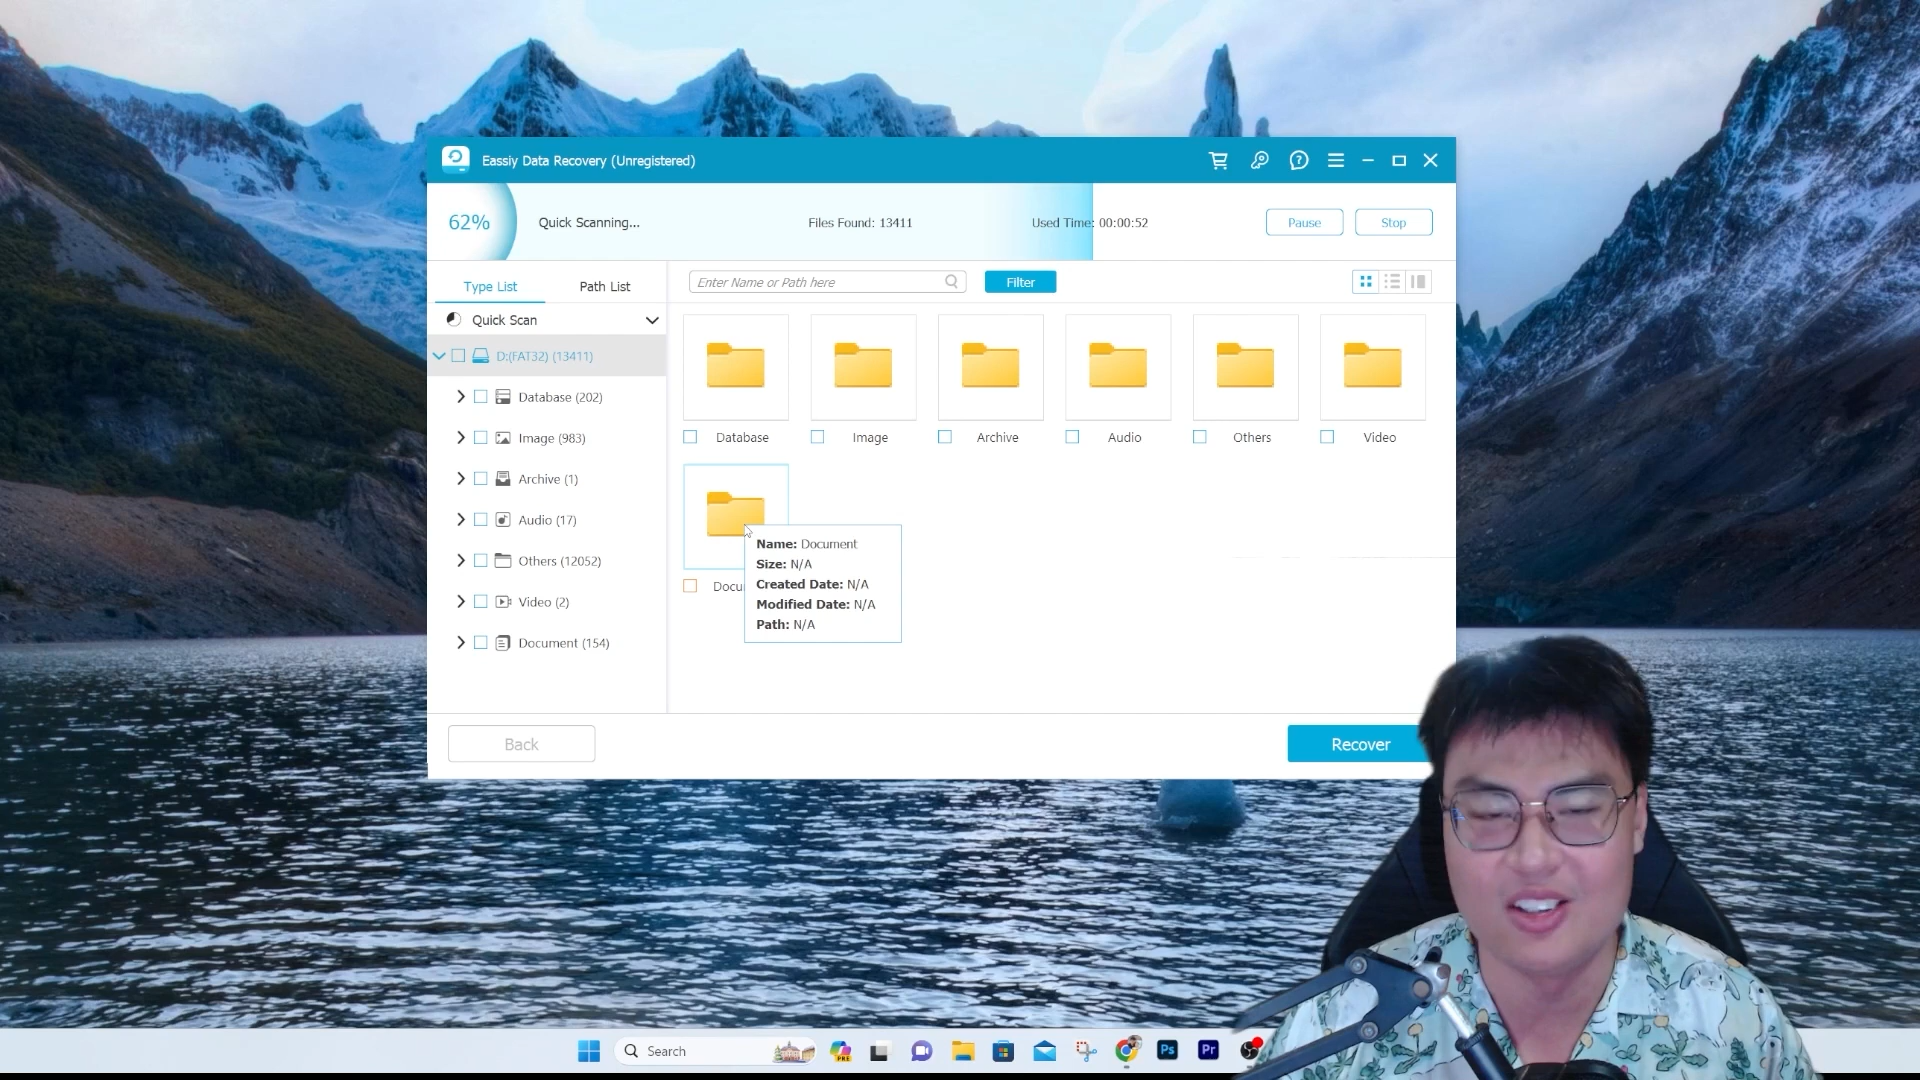 Eassiy Data Recovery (Unregistered)
62%
Quick Scanning...
Files Found: 13411
Used Time: 00:00:52
Pause
Stop
Type List
Path List
Enter Name or Path here
Filter
Quick Scan
D:(FAT32) (13411)
Database (202)
Image (983)
Archive (1)
Audio (17)
Others (12052)
Video (2)
Document (154)
Database
Image
Archive
Audio
Others
Video
Docu
Name: Document
Size: N/A
Created Date: N/A
Modified Date: N/A
Path: N/A
Back
Recover
Search
PRE
Ps
Pr